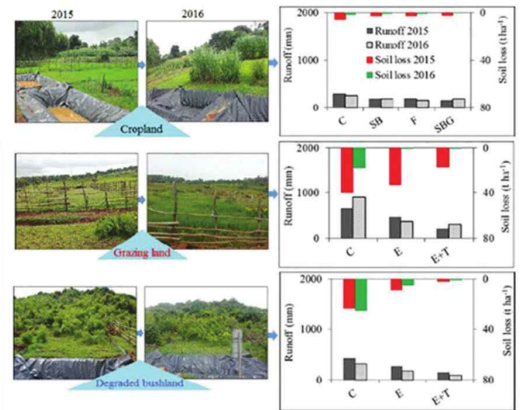 2015 2016
Cropland
2000
1000
0
Runoff (mm)
0
40
80
Soil loss (t ha⁻¹)
Runoff 2015
Runoff 2016
Soil loss 2015
Soil loss 2016
C SB F SBG
Grazing land
2000
1000
0
Runoff (mm)
0
40
80
Soil loss (t ha⁻¹)
C E E+T
Degraded bushland
2000
1000
0
Runoff (mm)
0
40
80
Soil loss (t ha⁻¹)
C E E+T